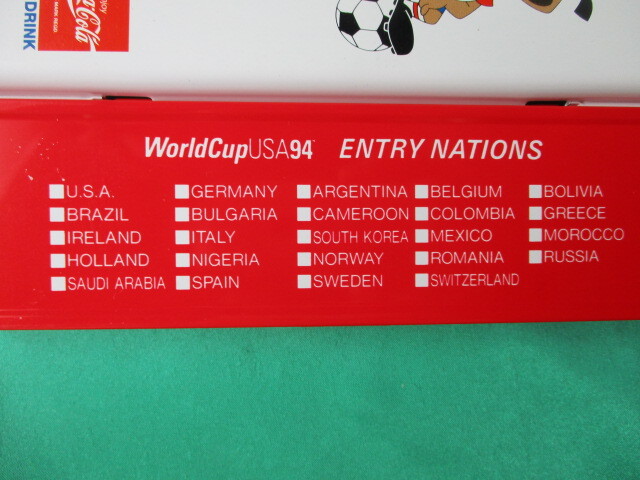 Enjoy
Coca-Cola
DRINK
WorldCupUSA94 ENTRY NATIONS
U.S.A. GERMANY ARGENTINA BELGIUM BOLIVIA
BRAZIL BULGARIA CAMEROON COLOMBIA GREECE
IRELAND ITALY SOUTH KOREA MEXICO MOROCCO
HOLLAND NIGERIA NORWAY ROMANIA RUSSIA
SAUDI ARABIA SPAIN SWEDEN SWITZERLAND